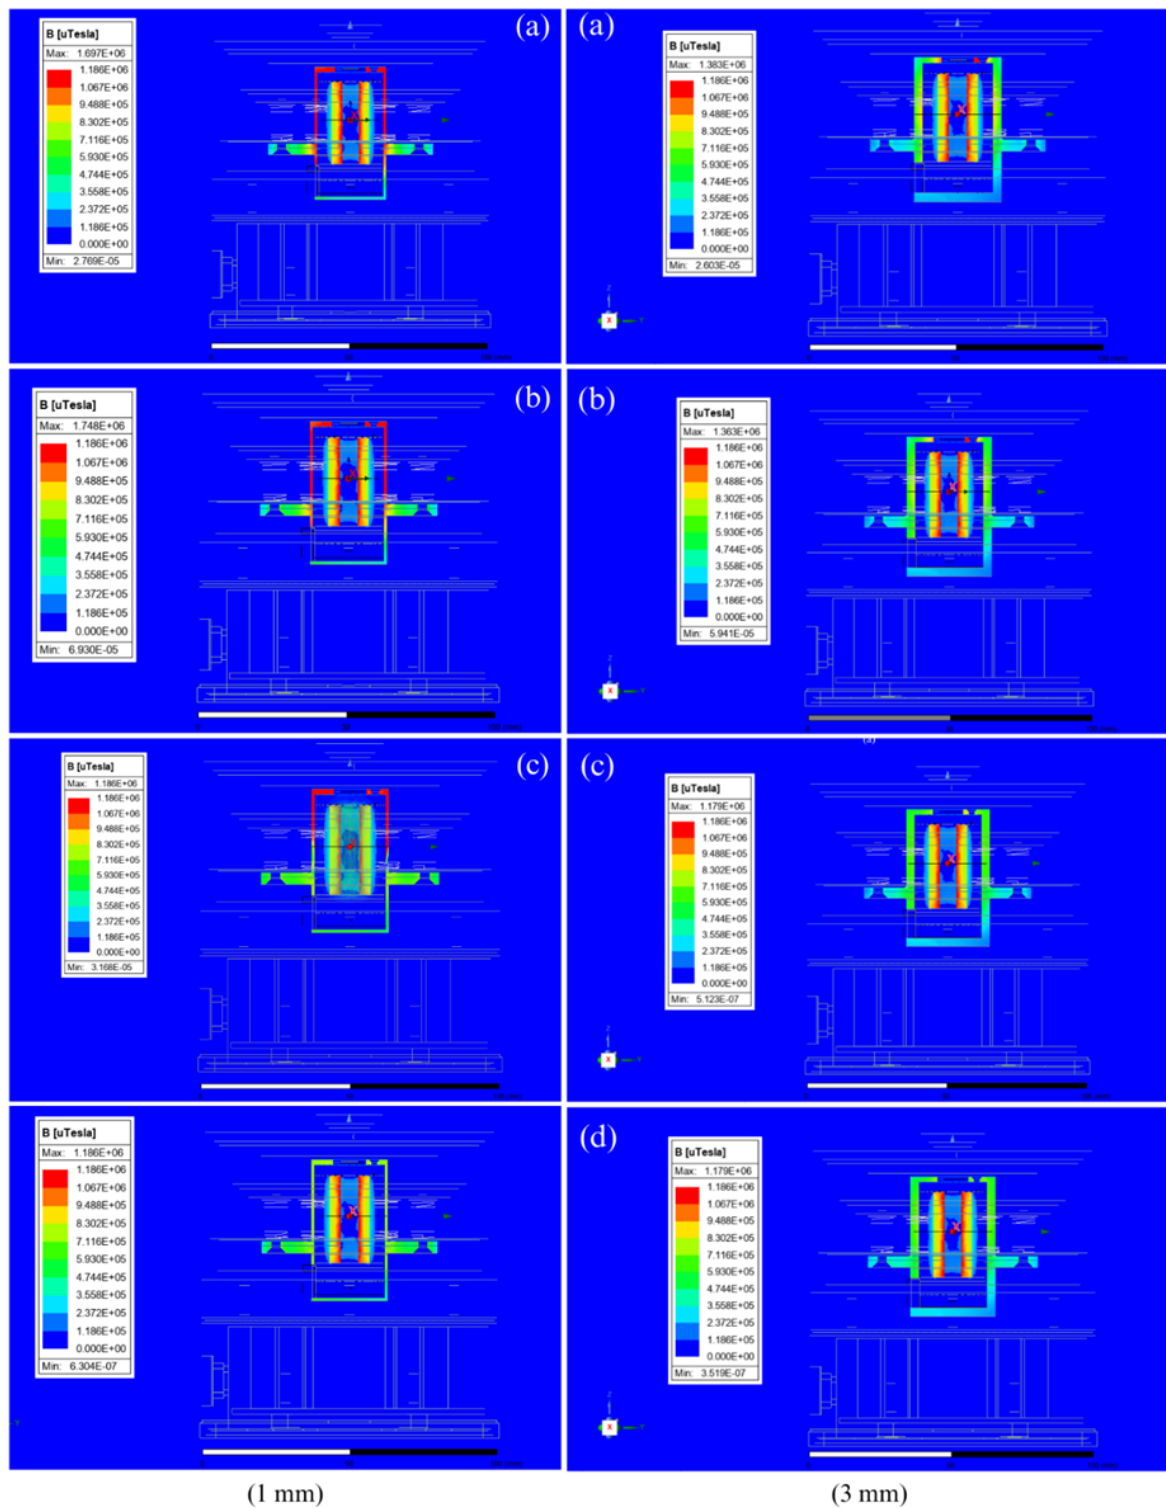 (a)
B [uTesla]
Max: 1.697E+06
1.186E+06
1.067E+06
9.488E+05
8.302E+05
7.116E+05
5.930E+05
4.744E+05
3.558E+05
2.372E+05
1.186E+05
0.000E+00
Min: 2.769E-05
(a)
B [uTesla]
Max: 1.383E+06
1.186E+06
1.067E+06
9.488E+05
8.302E+05
7.116E+05
5.930E+05
4.744E+05
3.558E+05
2.372E+05
1.186E+05
0.000E+00
Min: 2.603E-05
X
(b)
B [uTesla]
Max: 1.748E+06
1.186E+06
1.067E+06
9.488E+05
8.302E+05
7.116E+05
5.930E+05
4.744E+05
3.558E+05
2.372E+05
1.186E+05
0.000E+00
Min: 6.930E-05
(b)
B [uTesla]
Max: 1.363E+06
1.186E+06
1.067E+06
9.488E+05
8.302E+05
7.116E+05
5.930E+05
4.744E+05
3.558E+05
2.372E+05
1.186E+05
0.000E+00
Min: 5.941E-05
X
(c)
B [uTesla]
Max: 1.186E+06
1.186E+06
1.067E+06
9.488E+05
8.302E+05
7.116E+05
5.930E+05
4.744E+05
3.558E+05
2.372E+05
1.186E+05
0.000E+00
Min: 3.168E-05
(c)
B [uTesla]
Max: 1.179E+06
1.186E+06
1.067E+06
9.488E+05
8.302E+05
7.116E+05
5.930E+05
4.744E+05
3.558E+05
2.372E+05
1.186E+05
0.000E+00
Min: 5.123E-07
X
B [uTesla]
Max: 1.186E+06
1.186E+06
1.067E+06
9.488E+05
8.302E+05
7.116E+05
5.930E+05
4.744E+05
3.558E+05
2.372E+05
1.186E+05
0.000E+00
Min: 6.304E-07
(d)
B [uTesla]
Max: 1.179E+06
1.186E+06
1.067E+06
9.488E+05
8.302E+05
7.116E+05
5.930E+05
4.744E+05
3.558E+05
2.372E+05
1.186E+05
0.000E+00
Min: 3.519E-07
X
(1 mm)
(3 mm)